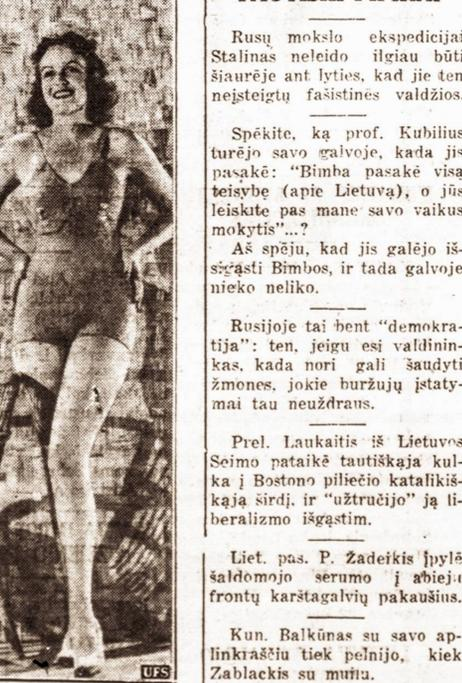 Rusų mokslo ekspedicijai
Stalinas neleido ilgiau būti
šiaurėje ant lyties, kad jie ten
neįsteigtų fašistinės valdžios.
Spėkite, ką prof. Kubilius
turėjo savo galvoje, kada jis
pasakė: "Bimba pasakė visą
teisybę (apie Lietuvą), o jūs
leiskite pas mane savo vaikus
mokytis"...?
Aš spėju, kad jis galėjo iš-
sigąsti Bimbos, ir tada galvoje
nieko neliko.
Rusijoje tai bent "demokra-
tija": ten, jeigu esi valdinin-
kas, kada nori gali šaudyti
žmones, jokie buržujų įstaty-
mai tau neuždraus.
Prel. Laukaitis iš Lietuvos
Seimo pataikė tautiškąja kul-
ka į Bostono piliečio katalikiš-
kąją širdį, ir "užtručijo" ją li-
beralizmo išgąstim.
Liet. pas. P. Žadeikis įpylė
šaldomojo serumo į abiejų
frontų karštagalvių pakaušius.
Kun. Balkūnas su savo ap-
linkraščiu tiek pelnijo, kiek
Zablackis su muilu.
UFS